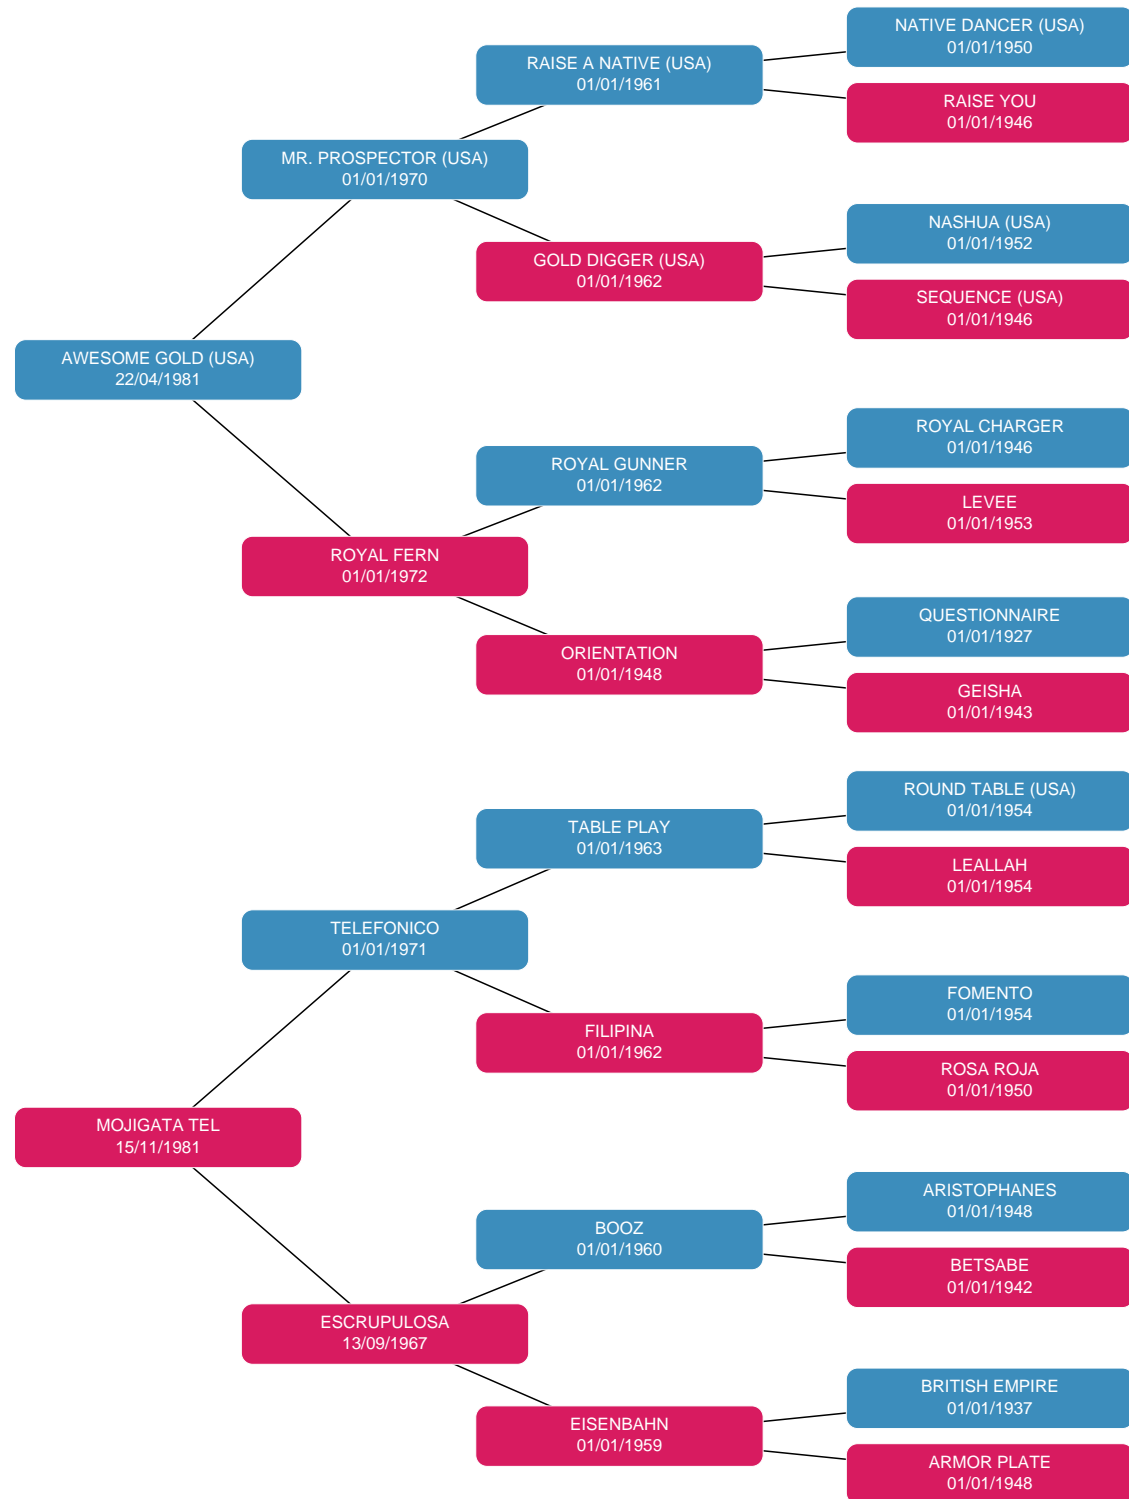 NATIVE DANCER (USA)
01/01/1950
RAISE A NATIVE (USA)
01/01/1961
RAISE YOU
01/01/1946
MR. PROSPECTOR (USA)
01/01/1970
NASHUA (USA)
01/01/1952
GOLD DIGGER (USA)
01/01/1962
SEQUENCE (USA)
01/01/1946
AWESOME GOLD (USA)
22/04/1981
ROYAL CHARGER
01/01/1946
ROYAL GUNNER
01/01/1962
LEVEE
01/01/1953
ROYAL FERN
01/01/1972
QUESTIONNAIRE
01/01/1927
ORIENTATION
01/01/1948
GEISHA
01/01/1943
ROUND TABLE (USA)
01/01/1954
TABLE PLAY
01/01/1963
LEALLAH
01/01/1954
TELEFONICO
01/01/1971
FOMENTO
01/01/1954
FILIPINA
01/01/1962
ROSA ROJA
01/01/1950
MOJIGATA TEL
15/11/1981
ARISTOPHANES
01/01/1948
BOOZ
01/01/1960
BETSABE
01/01/1942
ESCRUPULOSA
13/09/1967
BRITISH EMPIRE
01/01/1937
EISENBAHN
01/01/1959
ARMOR PLATE
01/01/1948